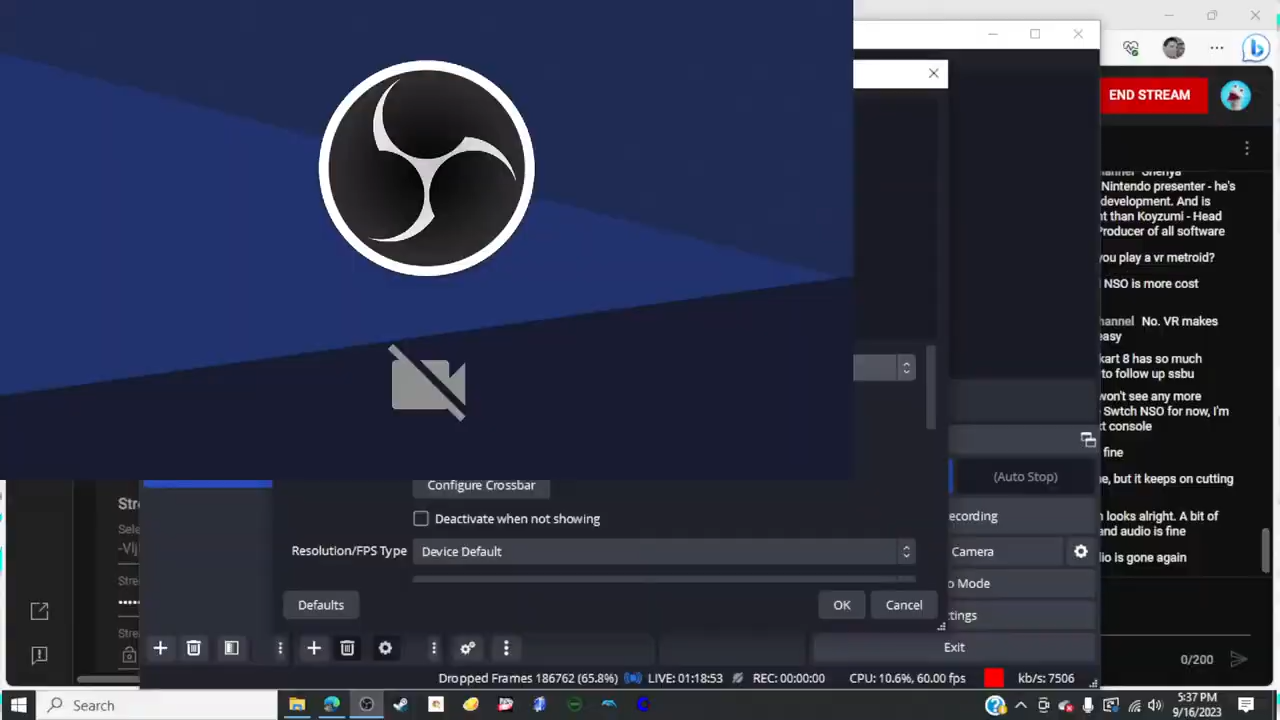 END STREAM
Nintendo presenter - he's
development. And is
nt than Koyzumi - Head
Producer of all software
you play a vr metroid?
NSO is more cost
hannel No. VR makes
easy
kart 8 has so much
to follow up ssbu
won't see any more
Swtch NSO for now, I'm
xt console
(Auto Stop)
fine
e, but it keeps on cutting
Configure Crossbar
Deactivate when not showing
ecording
n looks alright. A bit of
and audio is fine
Resolution/FPS Type
Device Default
Camera
io is gone again
o Mode
Defaults
OK
Cancel
ttings
Exit
0/200
Dropped Frames 186762 (65.8%)
LIVE: 01:18:53
REC: 00:00:00
CPU: 10.6%, 60.00 fps
kb/s: 7506
Search
5:37 PM
9/16/2023